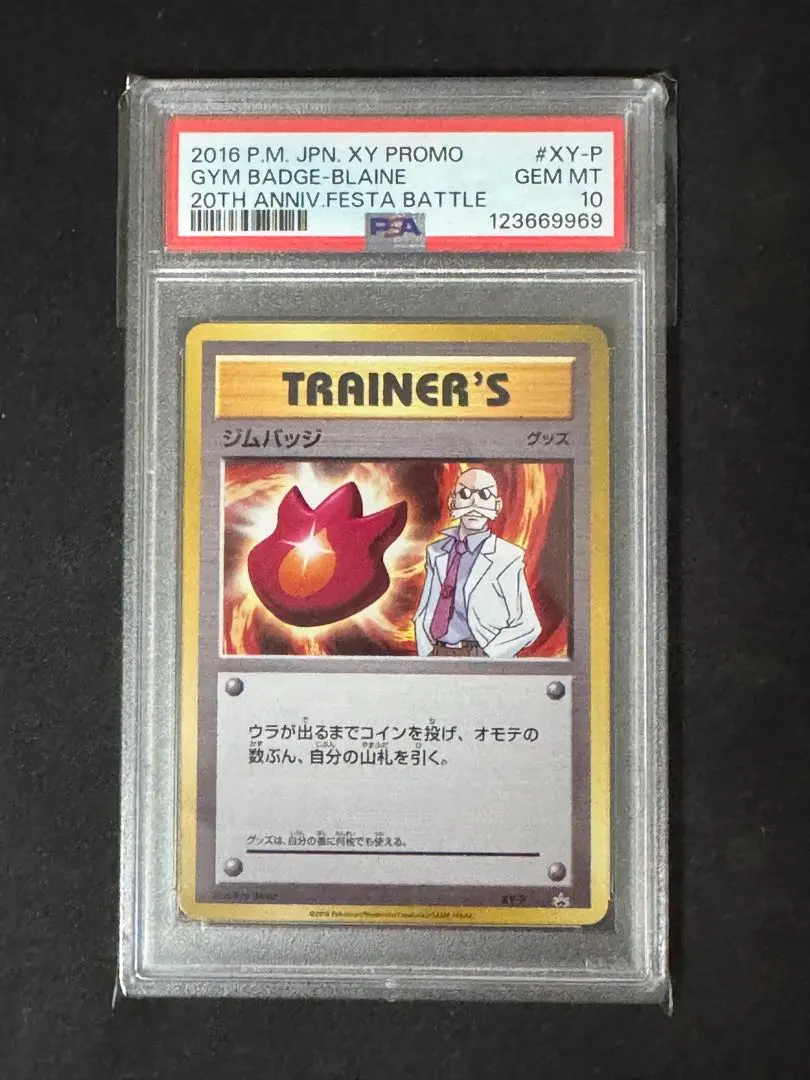 2016 P.M. JPN. XY PROMO #XY-P
GYM BADGE-BLAINE GEM MT
20TH ANNIV.FESTA BATTLE 10
PSA 123669969
TRAINER'S
ジムバッジ グッズ
ウラが出るまでコインを投げ、オモテの
数ぶん、自分の山札を引く。
グッズは、自分の番に何枚でも使える。
XY-P